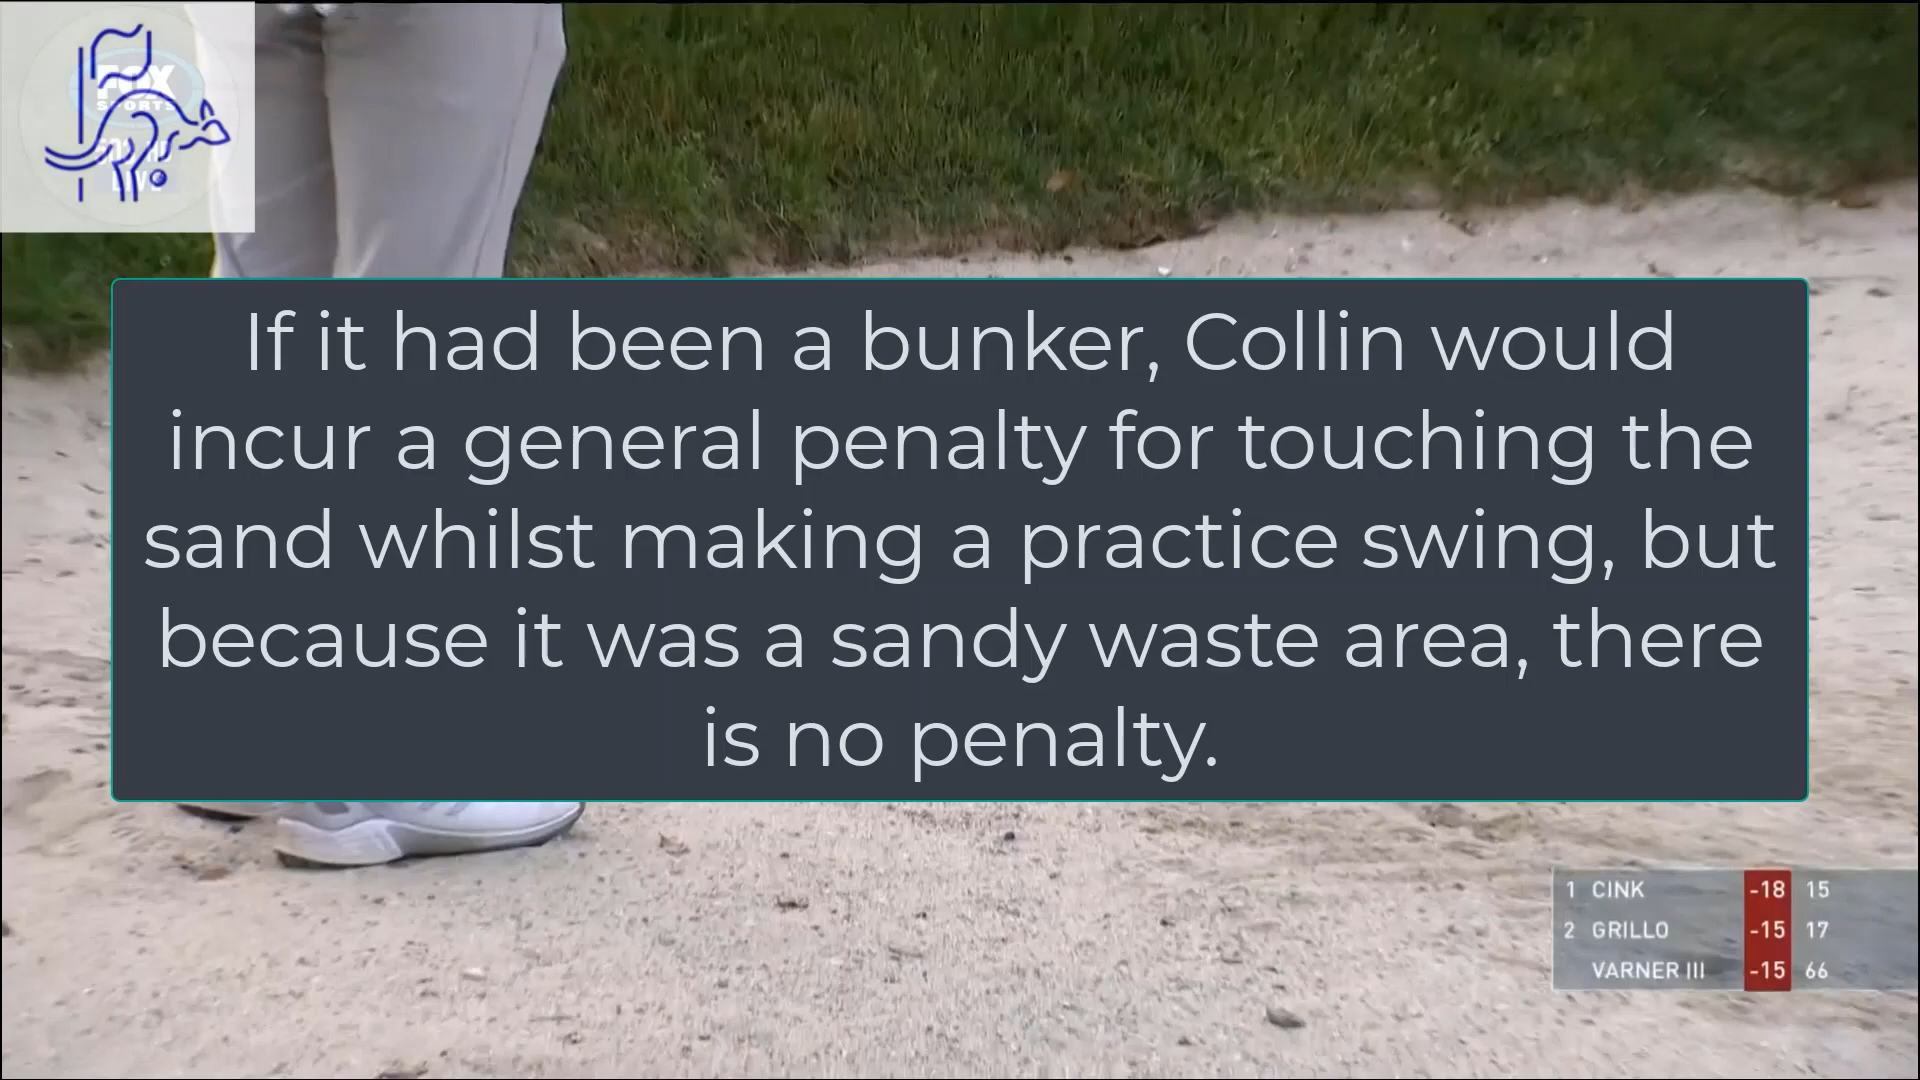 FOX
SPORTS
If it had been a bunker, Collin would
incur a general penalty for touching the
sand whilst making a practice swing, but
because it was a sandy waste area, there
is no penalty.
1 CINK -18 15
2 GRILLO -15 17
VARNER III -15 66